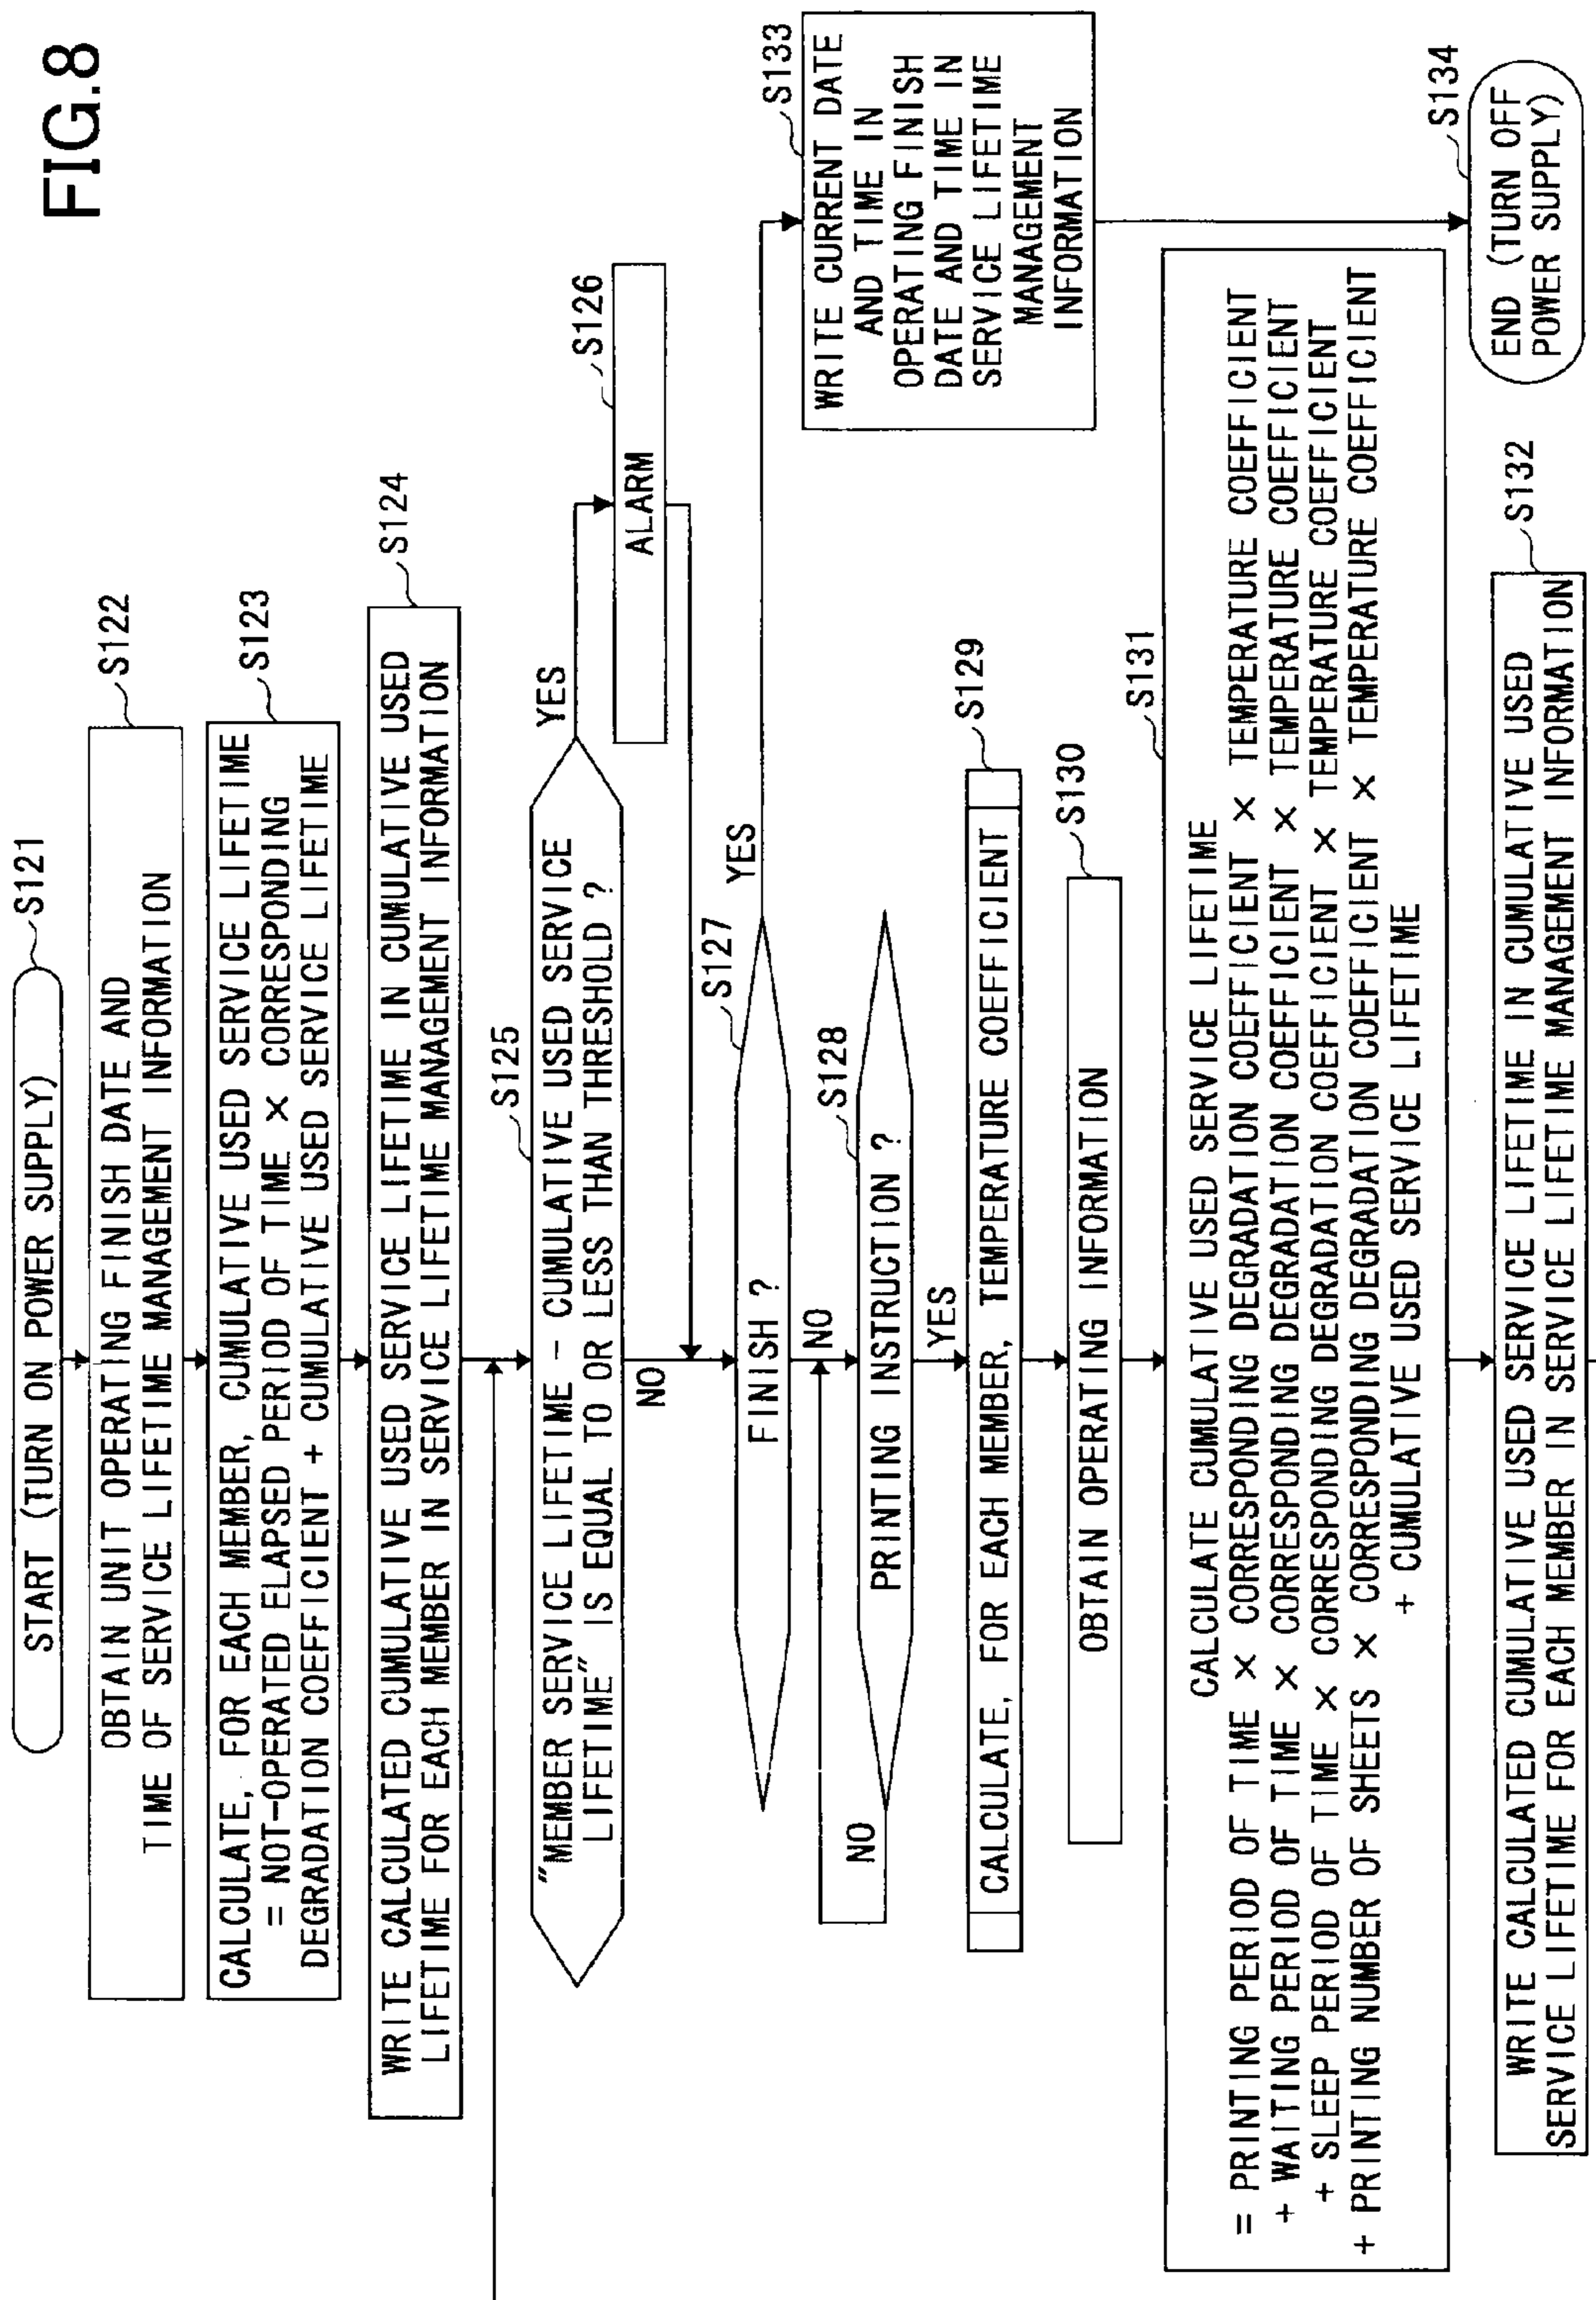 FIG.8
START (TURN ON POWER SUPPLY)
S121
OBTAIN UNIT OPERATING FINISH DATE AND
TIME OF SERVICE LIFETIME MANAGEMENT INFORMATION
S122
CALCULATE, FOR EACH MEMBER, CUMULATIVE USED SERVICE LIFETIME
= NOT-OPERATED ELAPSED PERIOD OF TIME × CORRESPONDING
DEGRADATION COEFFICIENT + CUMULATIVE USED SERVICE LIFETIME
S123
WRITE CALCULATED CUMULATIVE USED SERVICE LIFETIME IN CUMULATIVE USED
LIFETIME FOR EACH MEMBER IN SERVICE LIFETIME MANAGEMENT INFORMATION
S124
S125
"MEMBER SERVICE LIFETIME - CUMULATIVE USED SERVICE
LIFETIME" IS EQUAL TO OR LESS THAN THRESHOLD ?
YES
NO
S126
ALARM
S127
FINISH ?
YES
NO
S133
WRITE CURRENT DATE
AND TIME IN
OPERATING FINISH
DATE AND TIME IN
SERVICE LIFETIME
MANAGEMENT
INFORMATION
S128
PRINTING INSTRUCTION ?
NO
YES
CALCULATE, FOR EACH MEMBER, TEMPERATURE COEFFICIENT
S129
OBTAIN OPERATING INFORMATION
S130
S131
CALCULATE CUMULATIVE USED SERVICE LIFETIME
= PRINTING PERIOD OF TIME × CORRESPONDING DEGRADATION COEFFICIENT × TEMPERATURE COEFFICIENT
+ WAITING PERIOD OF TIME × CORRESPONDING DEGRADATION COEFFICIENT × TEMPERATURE COEFFICIENT
+ SLEEP PERIOD OF TIME × CORRESPONDING DEGRADATION COEFFICIENT × TEMPERATURE COEFFICIENT
+ PRINTING NUMBER OF SHEETS × CORRESPONDING DEGRADATION COEFFICIENT × TEMPERATURE COEFFICIENT
+ CUMULATIVE USED SERVICE LIFETIME
WRITE CALCULATED CUMULATIVE USED SERVICE LIFETIME IN CUMULATIVE USED
SERVICE LIFETIME FOR EACH MEMBER IN SERVICE LIFETIME MANAGEMENT INFORMATION
S132
S134
END (TURN OFF
POWER SUPPLY)